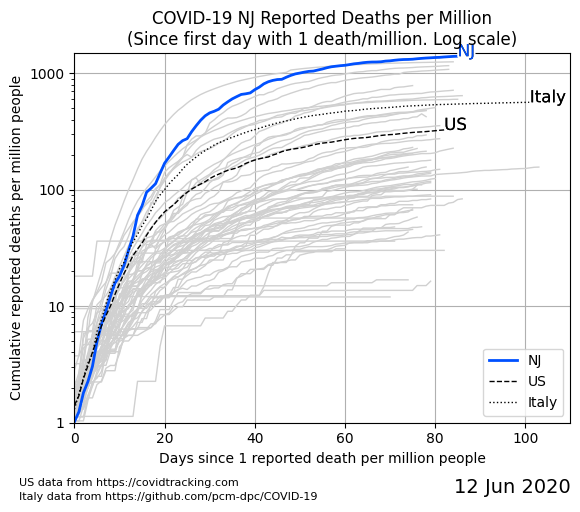 COVID-19 NJ Reported Deaths per Million
(Since first day with 1 death/million. Log scale)
NJ
Italy
US
Cumulative reported deaths per million people
1000
100
10
1
0 20 40 60 80 100
Days since 1 reported death per million people
NJ
US
Italy
US data from https://covidtracking.com
Italy data from https://github.com/pcm-dpc/COVID-19
12 Jun 2020